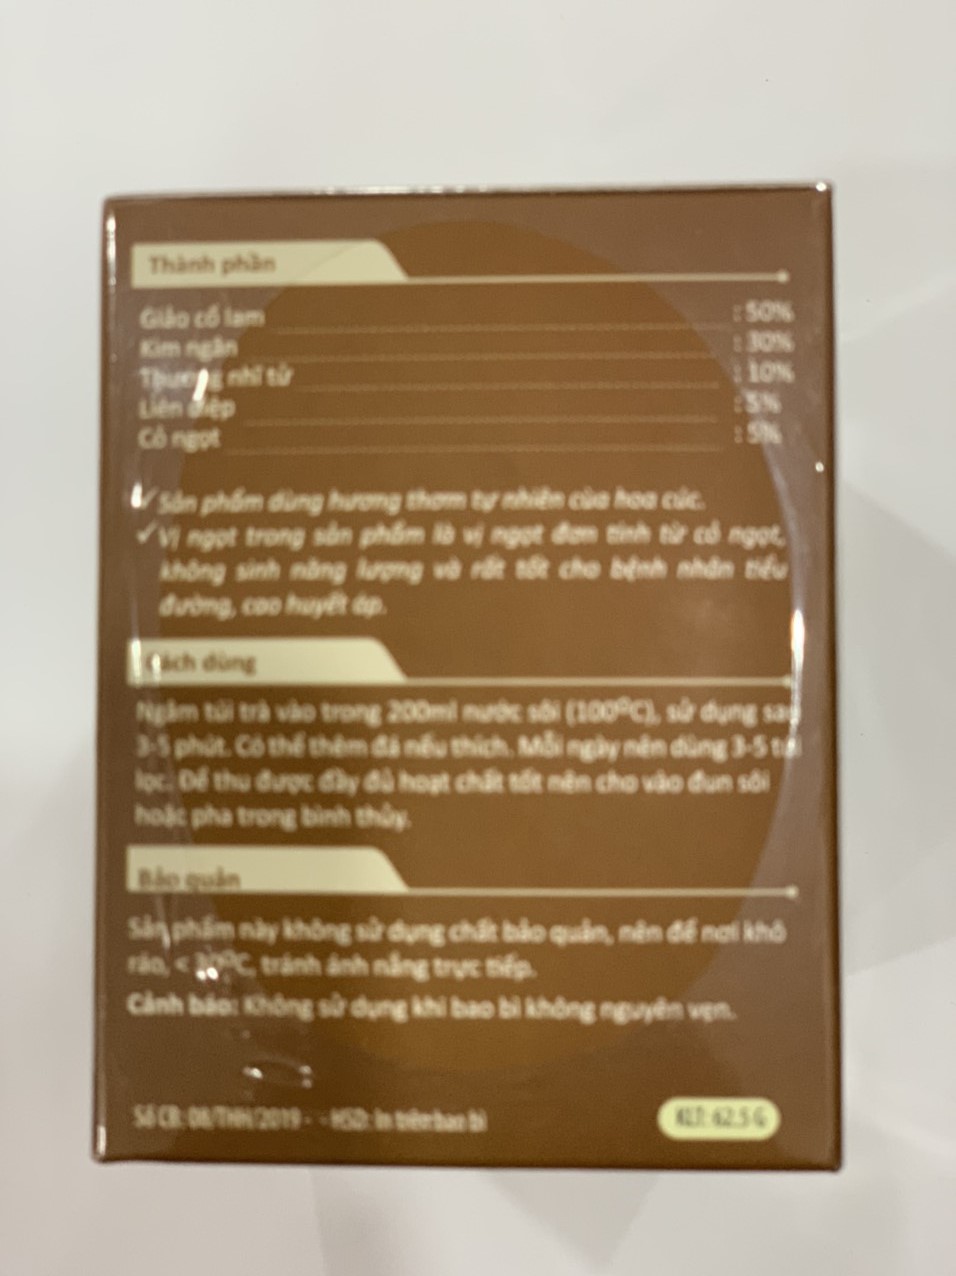 Thành phần
Giảo cổ lam : 50%
Kim ngân : 30%
Thương nhĩ tử : 10%
Liên diệp : 5%
Cỏ ngọt : 5%
✓ Sản phẩm dùng hương thơm tự nhiên của hoa cúc.
✓ Vị ngọt trong sản phẩm là vị ngọt đơn tính từ cỏ ngọt,
không sinh năng lượng và rất tốt cho bệnh nhân tiểu
đường, cao huyết áp.
Cách dùng
Ngâm túi trà vào trong 200ml nước sôi (100⁰C), sử dụng sau
3-5 phút. Có thể thêm đá nếu thích. Mỗi ngày nên dùng 3-5 túi
lọc. Để thu được đầy đủ hoạt chất tốt nên cho vào đun sôi
hoặc pha trong bình thủy.
Bảo quản
Sản phẩm này không sử dụng chất bảo quản, nên để nơi khô
ráo, < 30⁰C, tránh ánh nắng trực tiếp.
Cảnh báo: Không sử dụng khi bao bì không nguyên vẹn.
Số CB: 08/THH/2019 - - HSD: In trên bao bì
KLT: 62.5 G